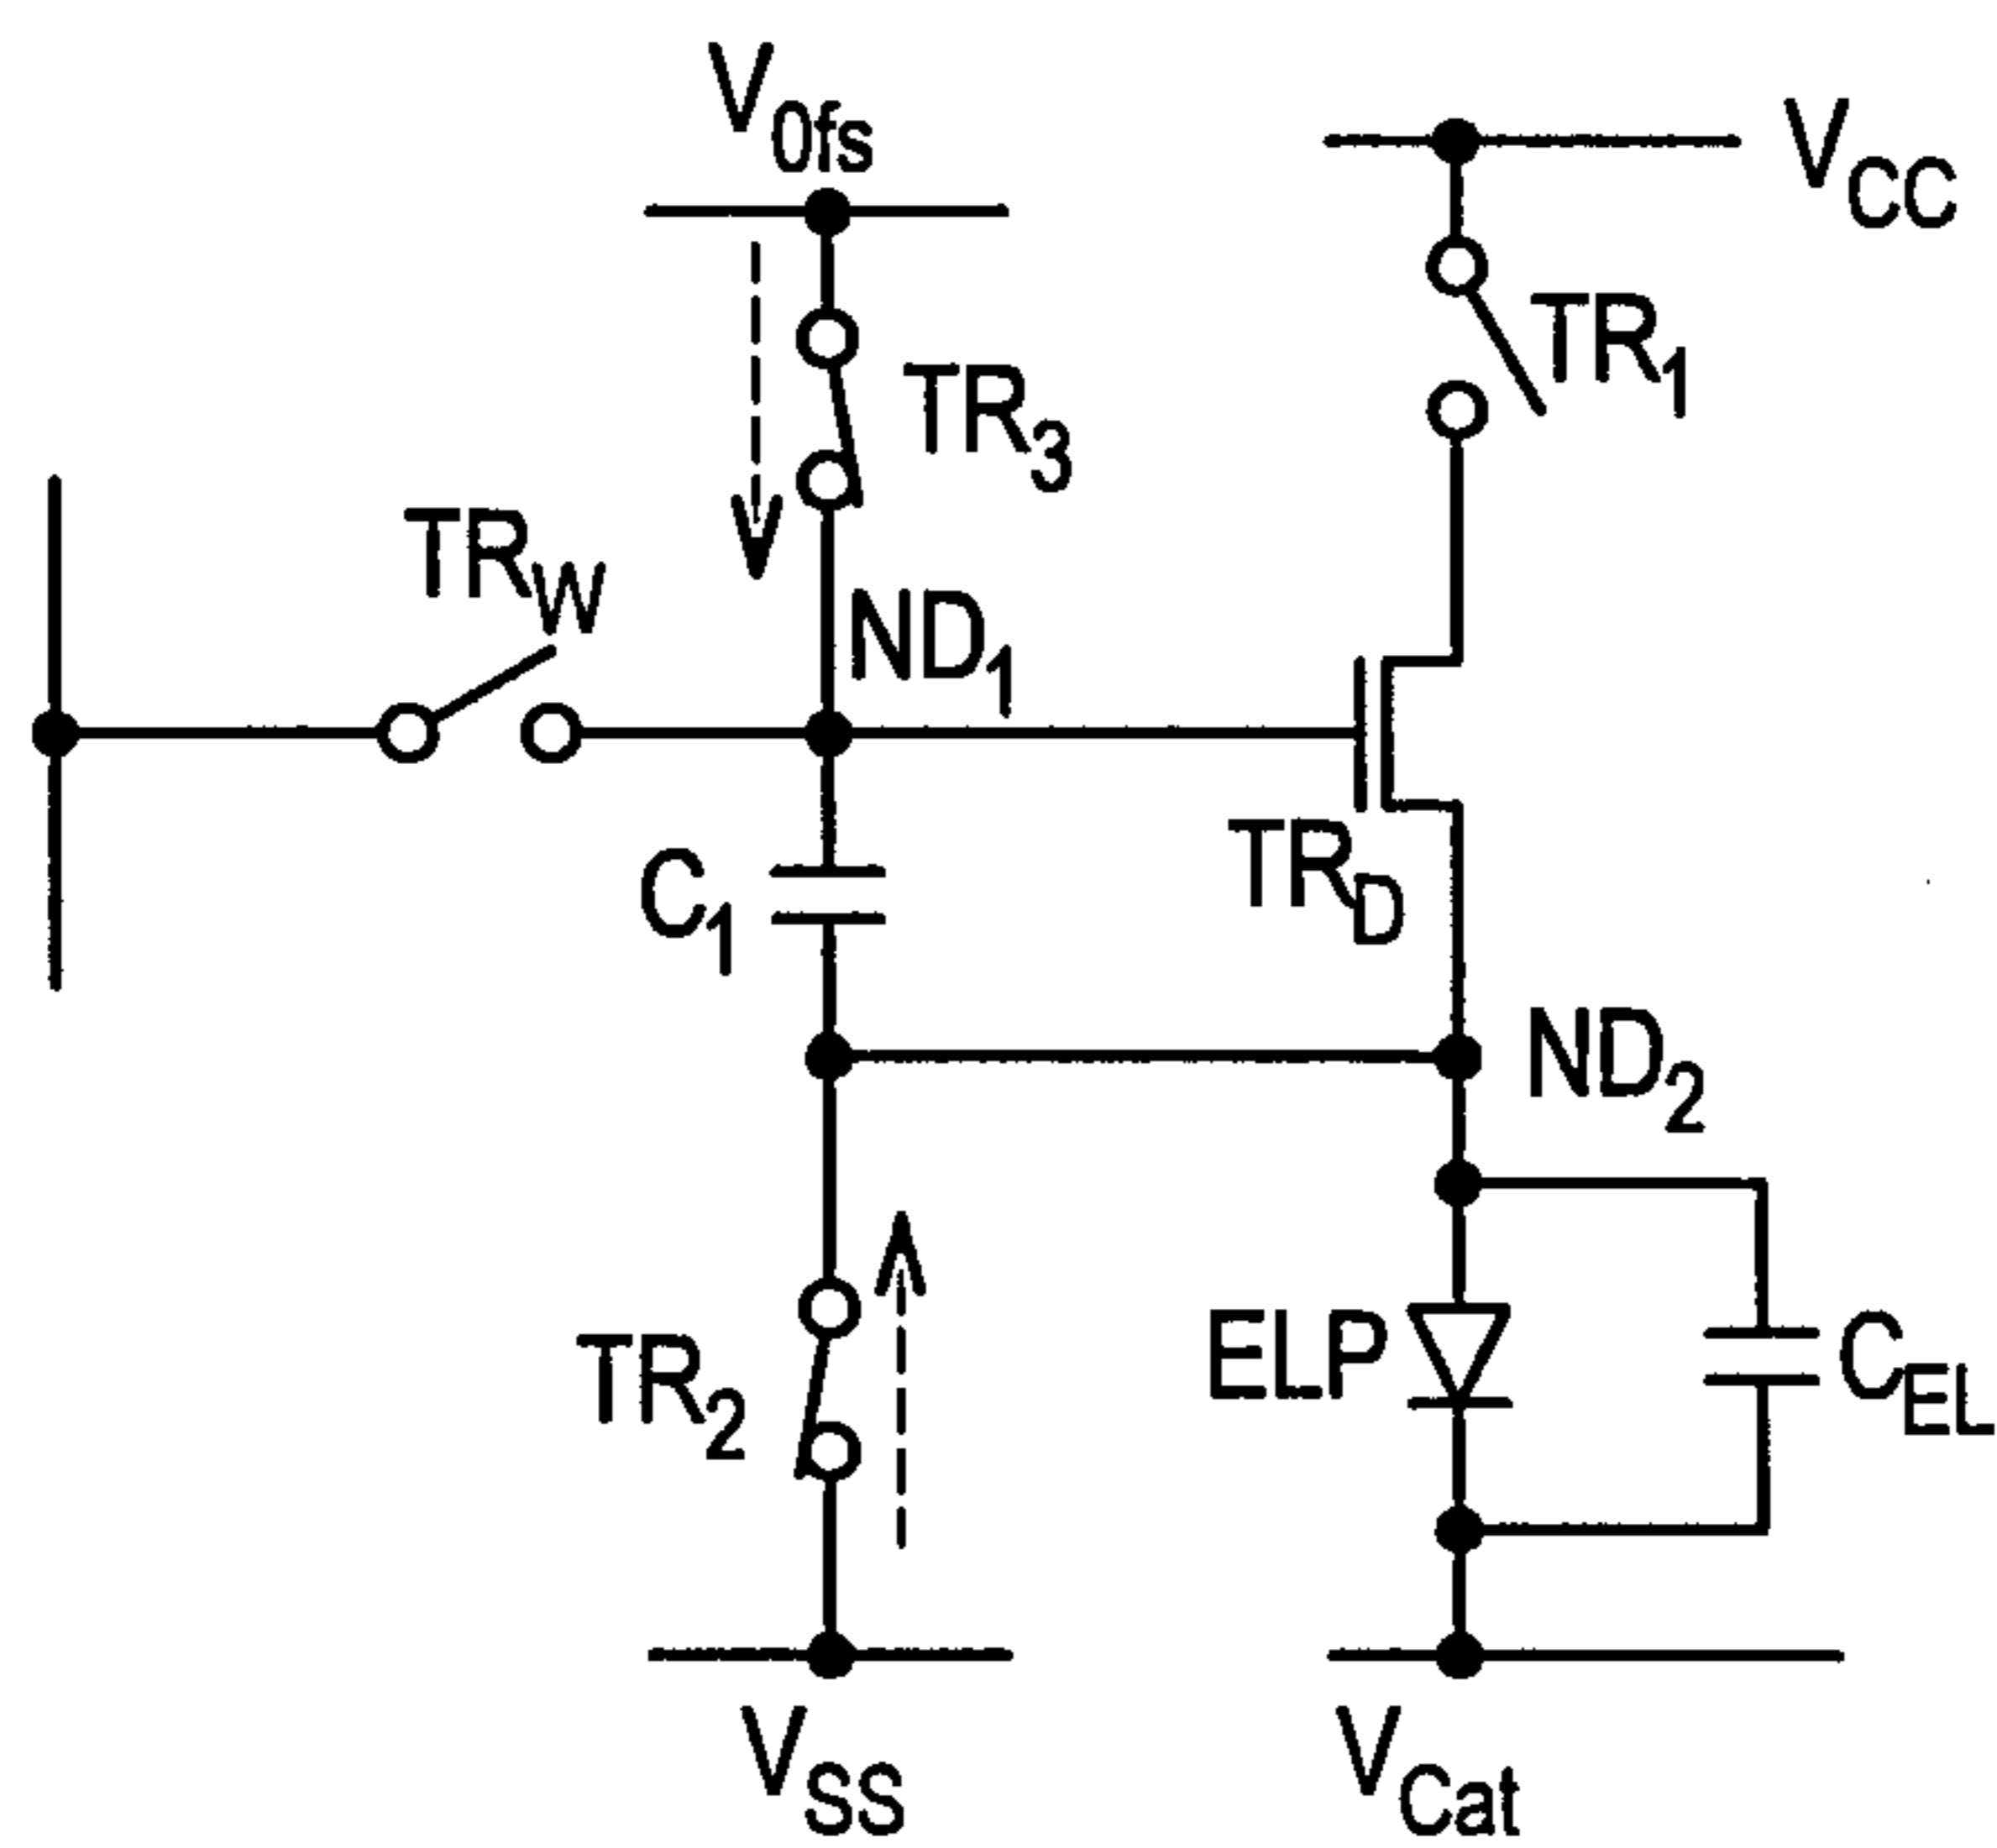 V0fs
VCC
TR1
TR3
TRW
ND1
C1
TRD
ND2
TR2
ELP
CEL
VSS
VCat